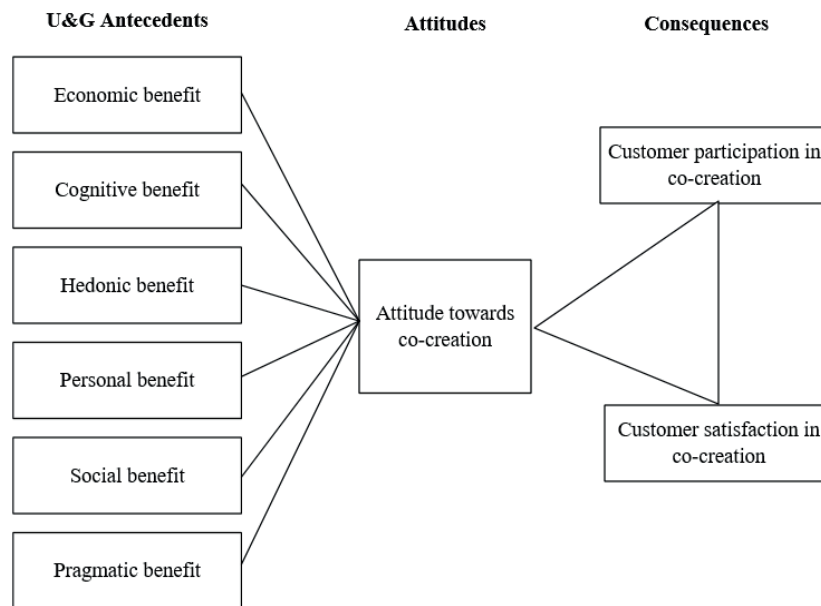 U&G Antecedents
Attitudes
Consequences
Economic benefit
Cognitive benefit
Hedonic benefit
Personal benefit
Social benefit
Pragmatic benefit
Attitude towards
co-creation
Customer participation in
co-creation
Customer satisfaction in
co-creation